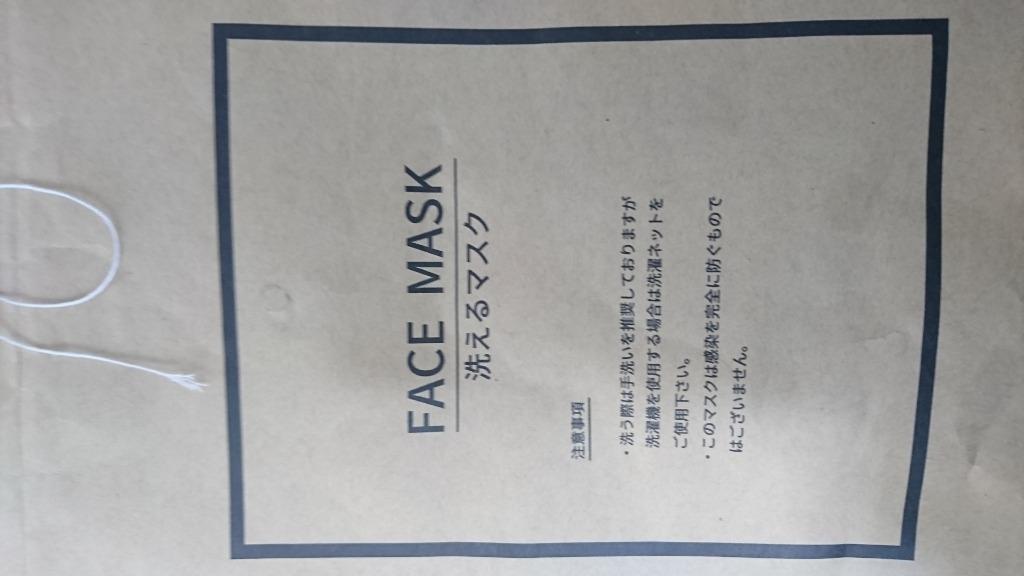 FACE MASK
洗えるマスク
注意事項
・洗う際は手洗いを推奨しておりますが
洗濯機を使用する場合は洗濯ネットを
ご使用下さい。
・このマスクは感染を完全に防ぐもので
はございません。